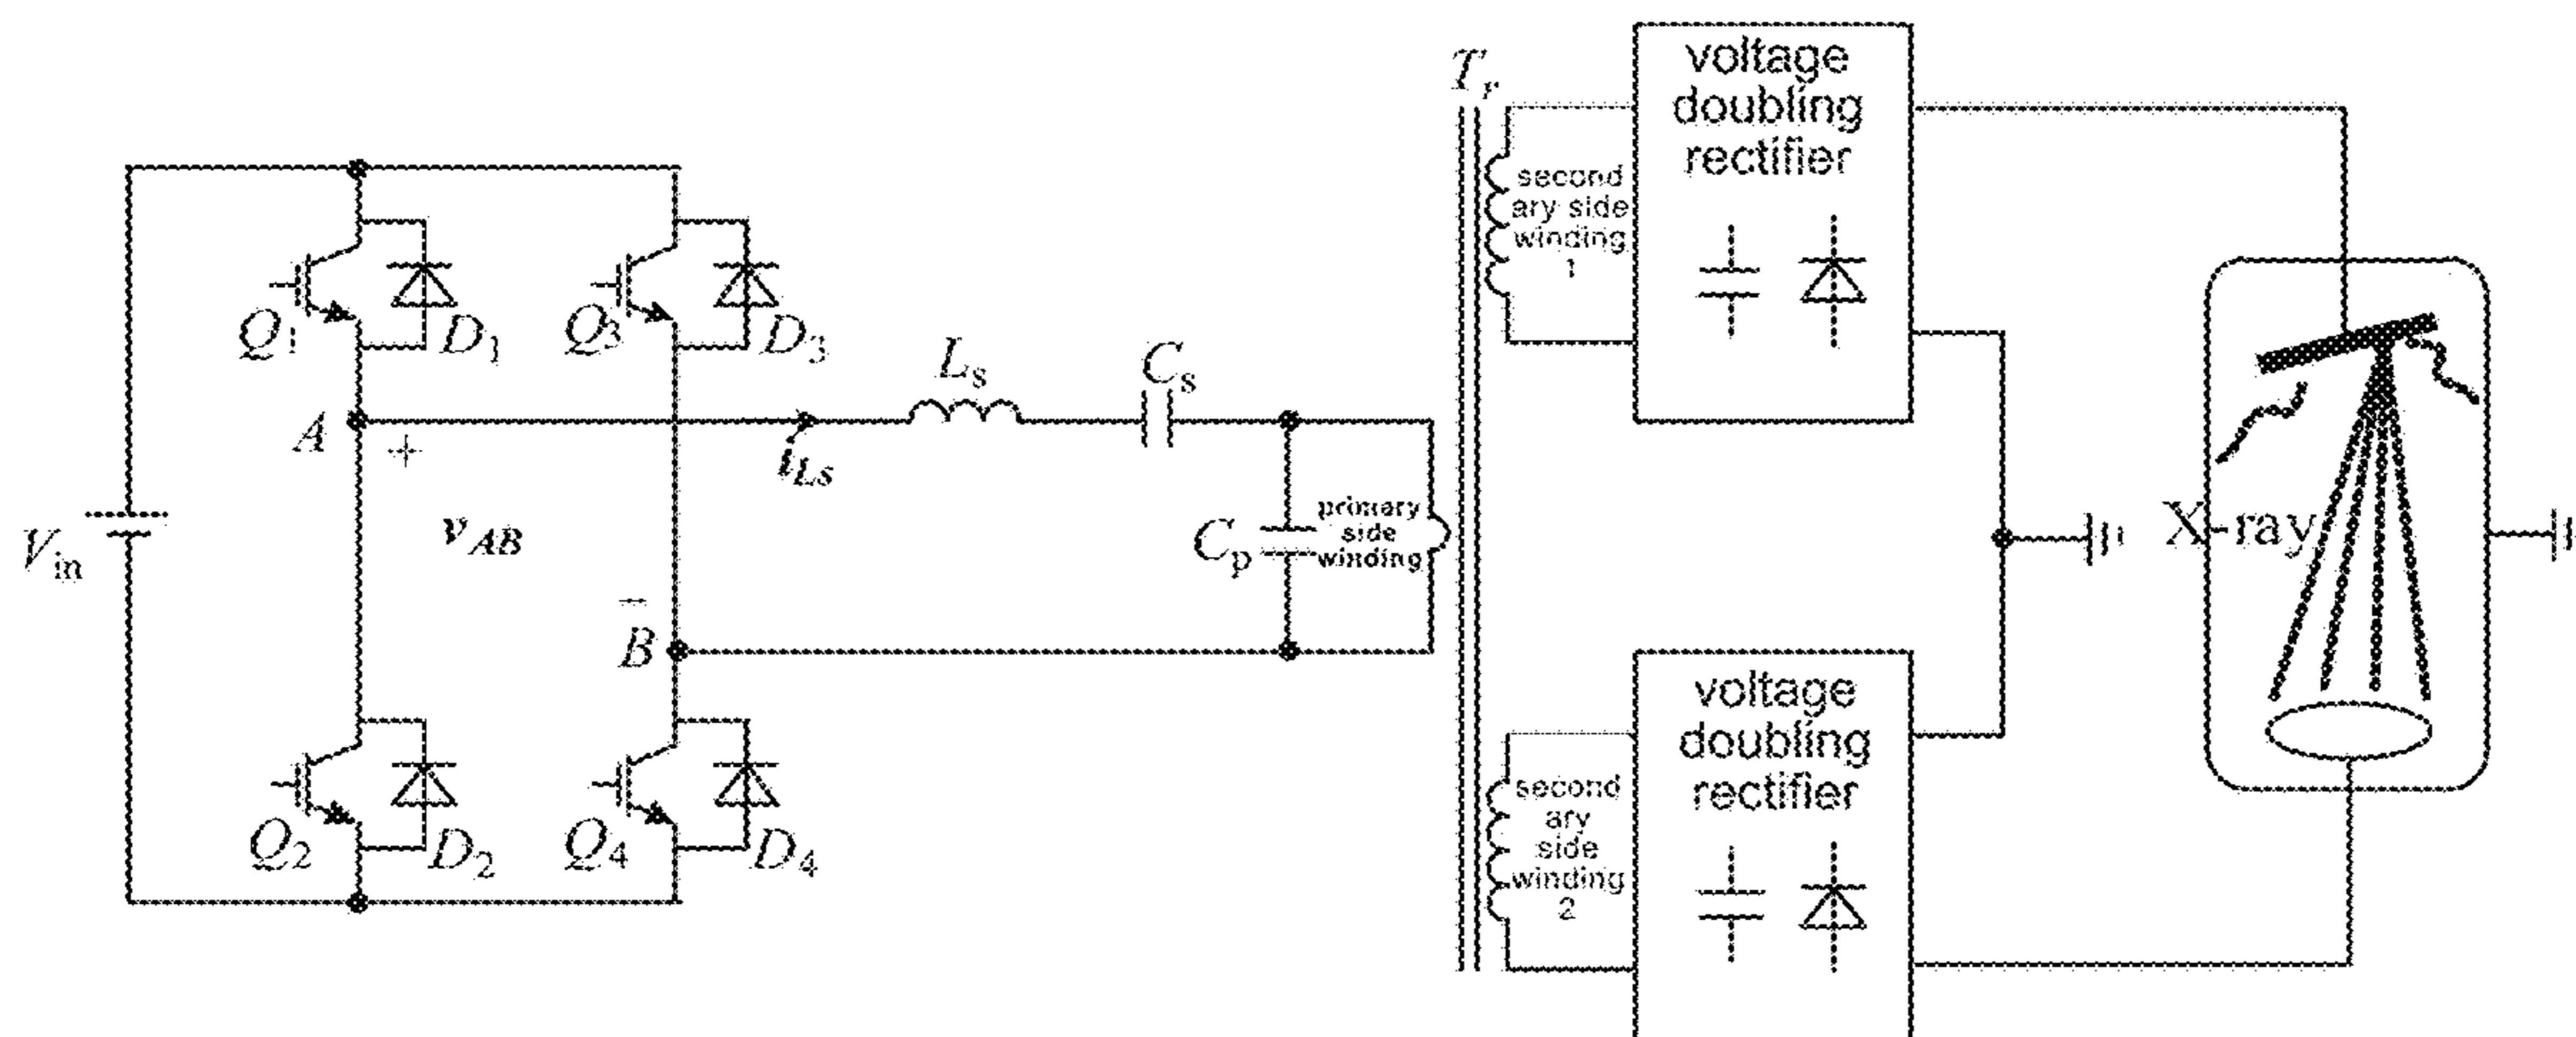 T_r
voltage
doubling
rectifier
second
ary side
winding
1
Q1
D1
Q3
D3
Ls
Cs
A
+
iLs
Vin
vAB
Cp
primary
side
winding
X-ray
−
B
voltage
doubling
rectifier
second
ary
side
winding
2
Q2
D2
Q4
D4